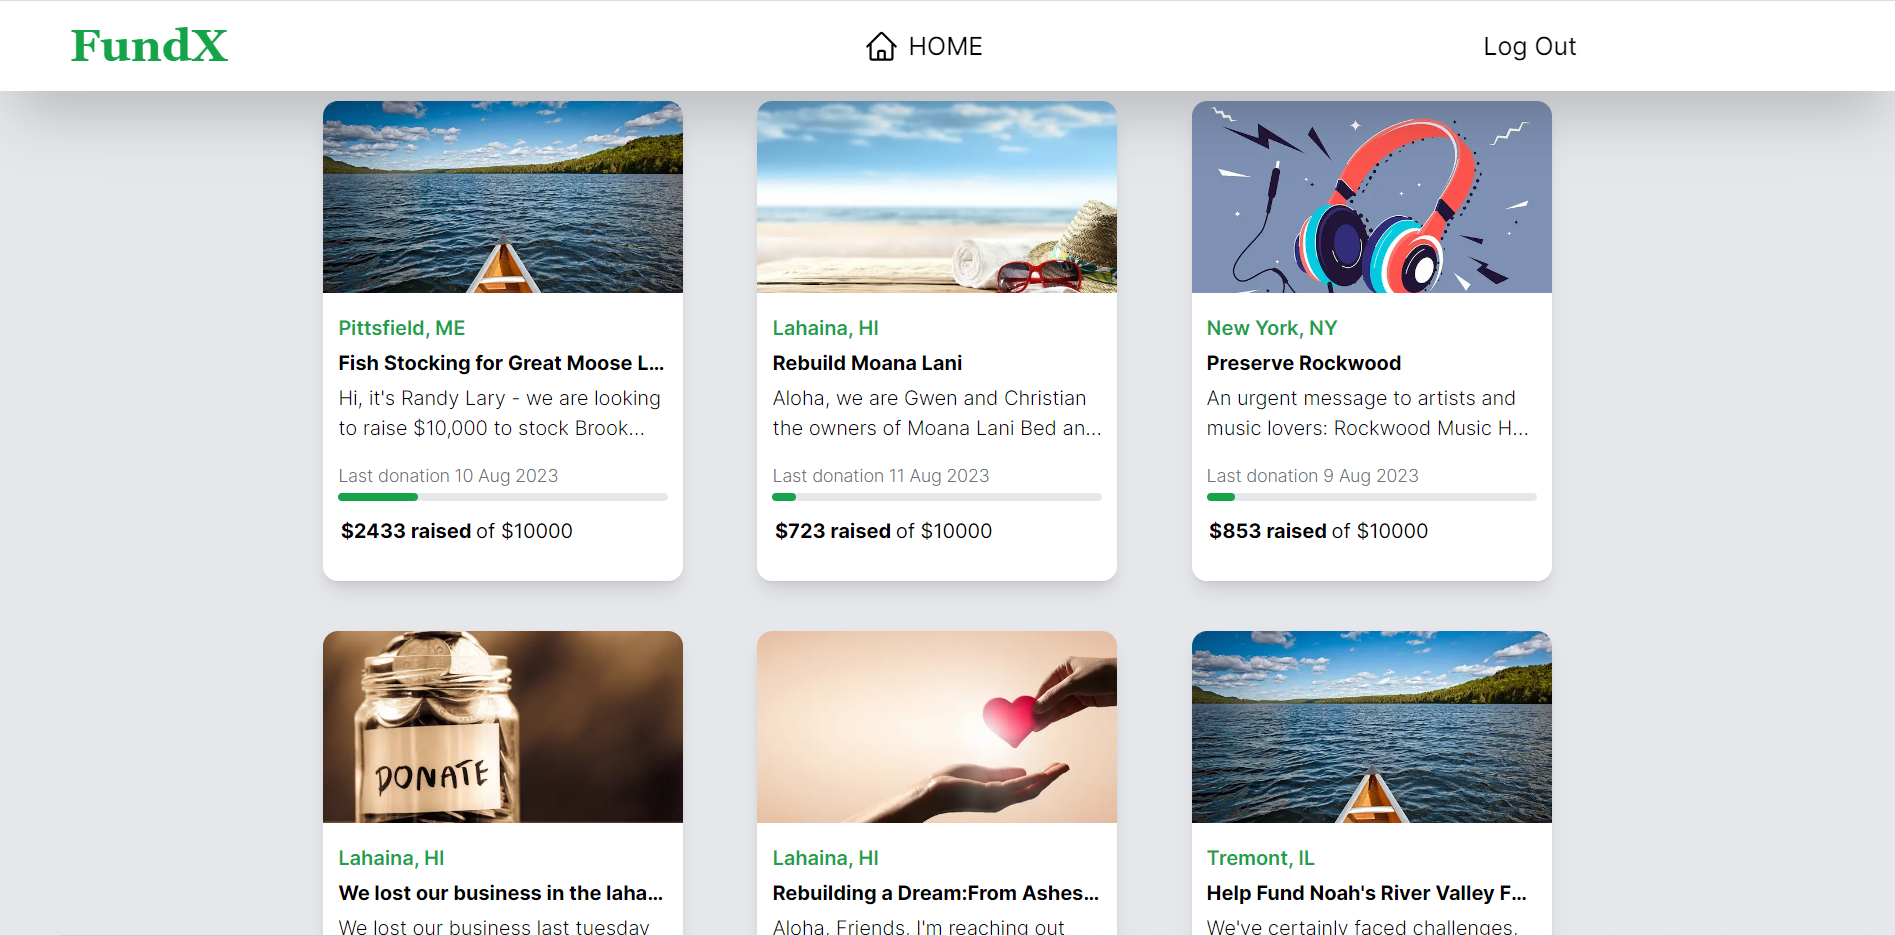 FundX
HOME
Log Out
Pittsfield, ME
Fish Stocking for Great Moose L...
Hi, it's Randy Lary - we are looking
to raise $10,000 to stock Brook...
Last donation 10 Aug 2023
$2433 raised of $10000
Lahaina, HI
Rebuild Moana Lani
Aloha, we are Gwen and Christian
the owners of Moana Lani Bed an...
Last donation 11 Aug 2023
$723 raised of $10000
New York, NY
Preserve Rockwood
An urgent message to artists and
music lovers: Rockwood Music H...
Last donation 9 Aug 2023
$853 raised of $10000
DONATE
Lahaina, HI
We lost our business in the laha...
We lost our business last tuesday
Lahaina, HI
Rebuilding a Dream:From Ashes...
Aloha, Friends, I'm reaching out
Tremont, IL
Help Fund Noah's River Valley F...
We've certainly faced challenges,